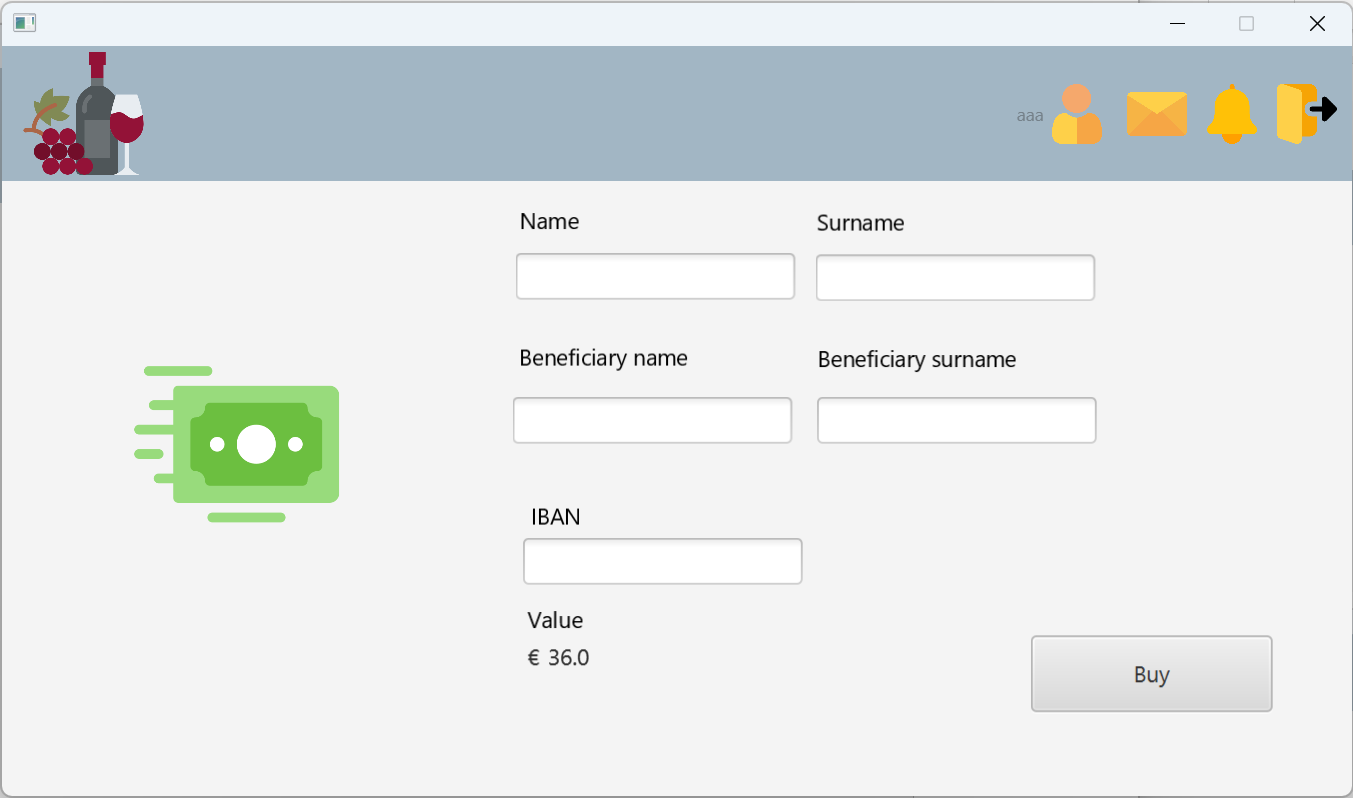 aaa
Name
Surname
Beneficiary name
Beneficiary surname
IBAN
Value
€ 36.0
Buy